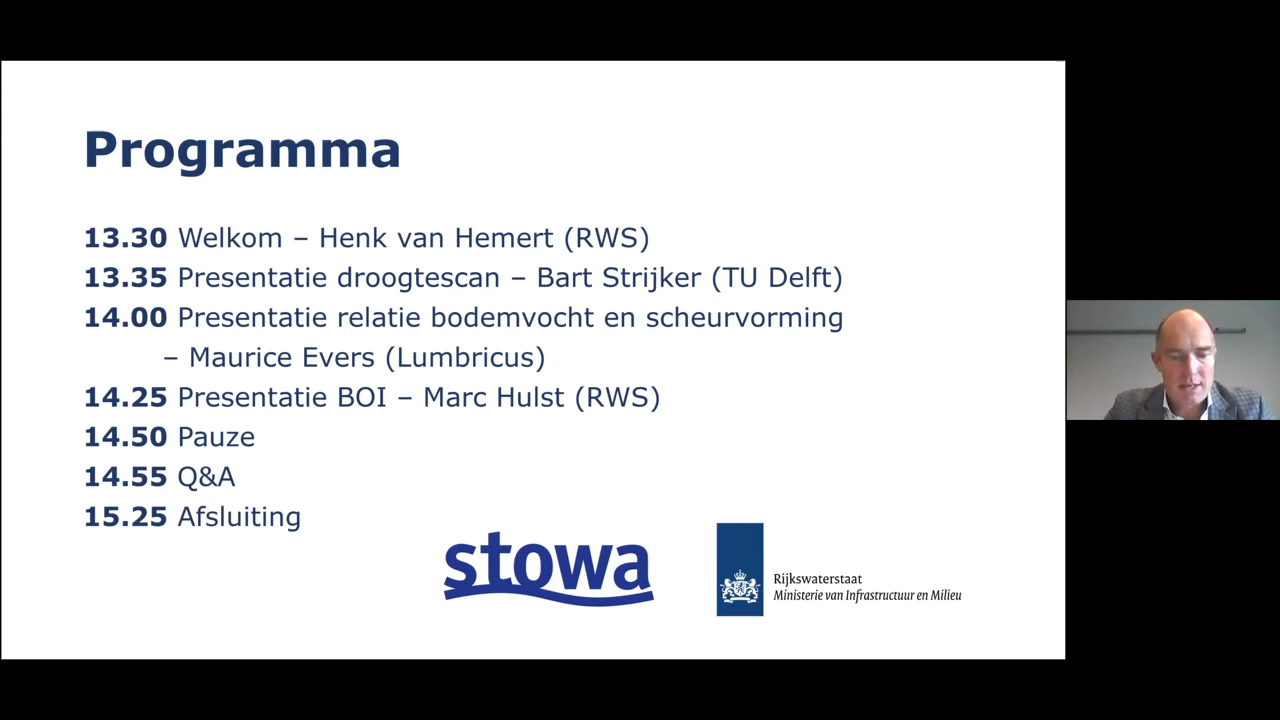 Programma
13.30 Welkom – Henk van Hemert (RWS)
13.35 Presentatie droogtescan – Bart Strijker (TU Delft)
14.00 Presentatie relatie bodemvocht en scheurvorming
– Maurice Evers (Lumbricus)
14.25 Presentatie BOI – Marc Hulst (RWS)
14.50 Pauze
14.55 Q&A
15.25 Afsluiting
stowa
Rijkswaterstaat
Ministerie van Infrastructuur en Milieu